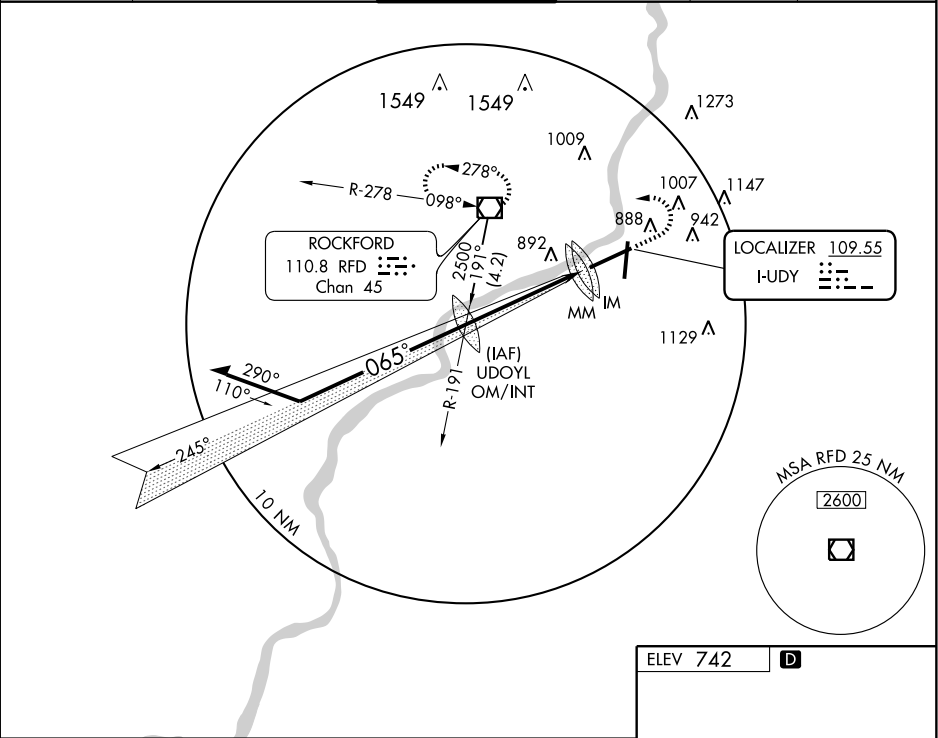 1549
1549
1273
1009
278°
R-278
098°
1007
1147
888
942
ROCKFORD
110.8 RFD
Chan 45
2500
191°
(4.2)
892
LOCALIZER 109.55
I-UDY
MM
IM
1129
065°
(IAF)
UDOYL
OM/INT
290°
110°
R-191
245°
10 NM
MSA RFD 25 NM
2600
ELEV 742
D